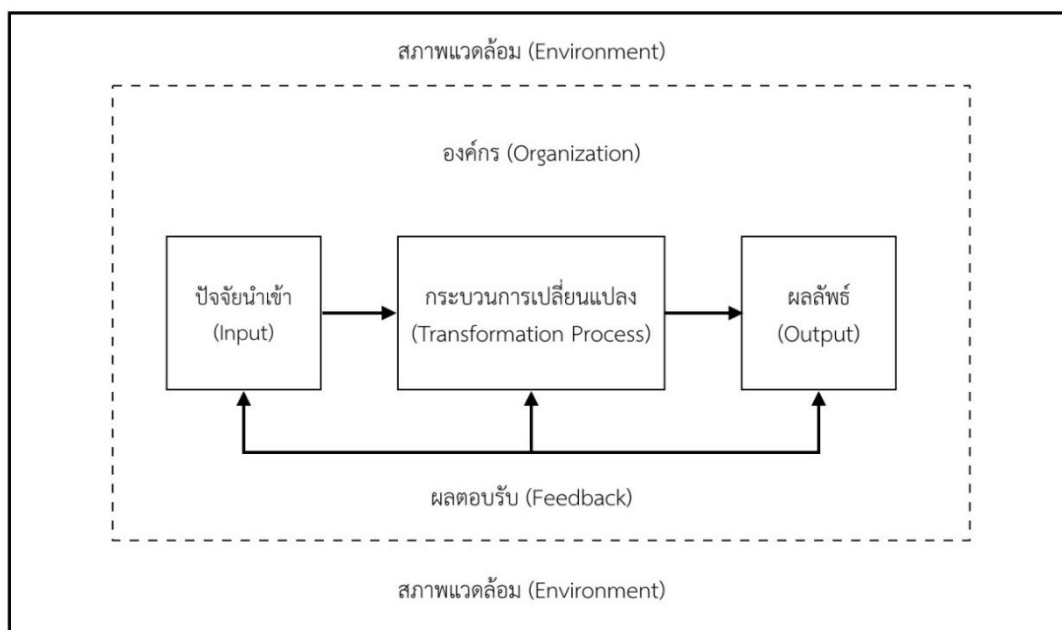 สภาพแวดล้อม (Environment)
องค์กร (Organization)
ปัจจัยนำเข้า
(Input)
กระบวนการเปลี่ยนแปลง
(Transformation Process)
ผลลัพธ์
(Output)
ผลตอบรับ (Feedback)
สภาพแวดล้อม (Environment)